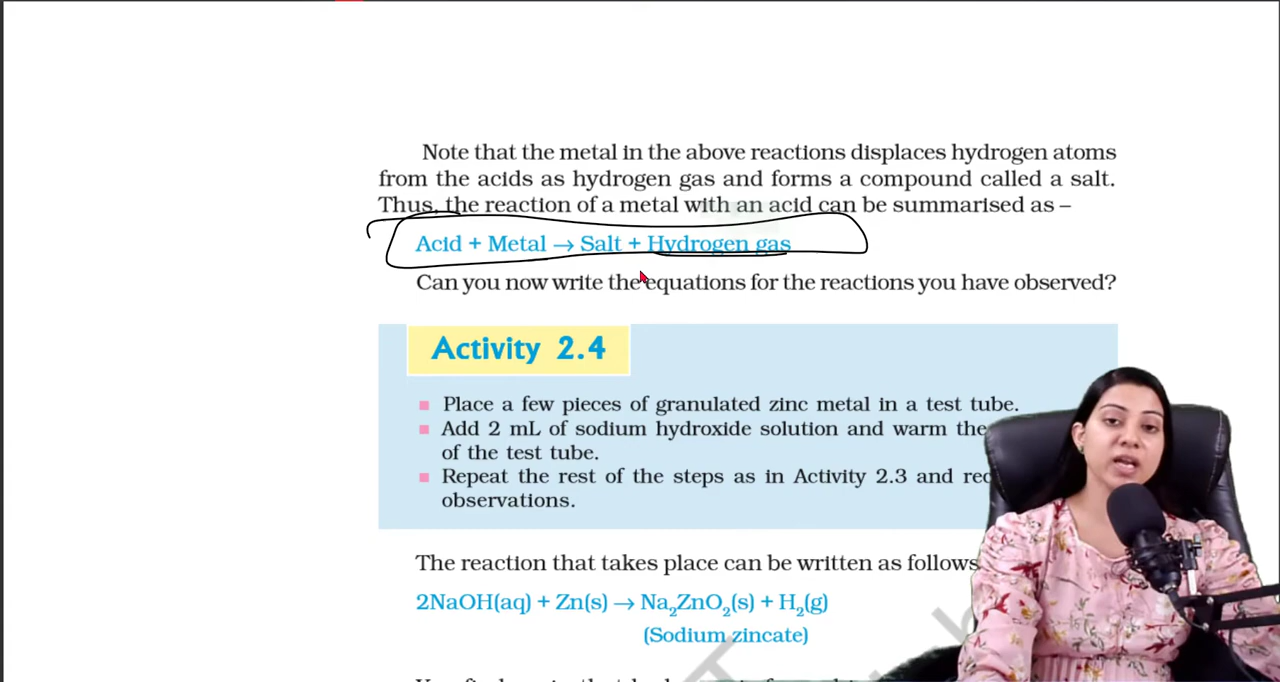 Note that the metal in the above reactions displaces hydrogen atoms
from the acids as hydrogen gas and forms a compound called a salt.
Thus, the reaction of a metal with an acid can be summarised as –
Acid + Metal → Salt + Hydrogen gas
Can you now write the equations for the reactions you have observed?
Activity 2.4
Place a few pieces of granulated zinc metal in a test tube.
Add 2 mL of sodium hydroxide solution and warm the
of the test tube.
Repeat the rest of the steps as in Activity 2.3 and rec
observations.
The reaction that takes place can be written as follows
2NaOH(aq) + Zn(s) → Na₂ZnO₂(s) + H₂(g)
(Sodium zincate)